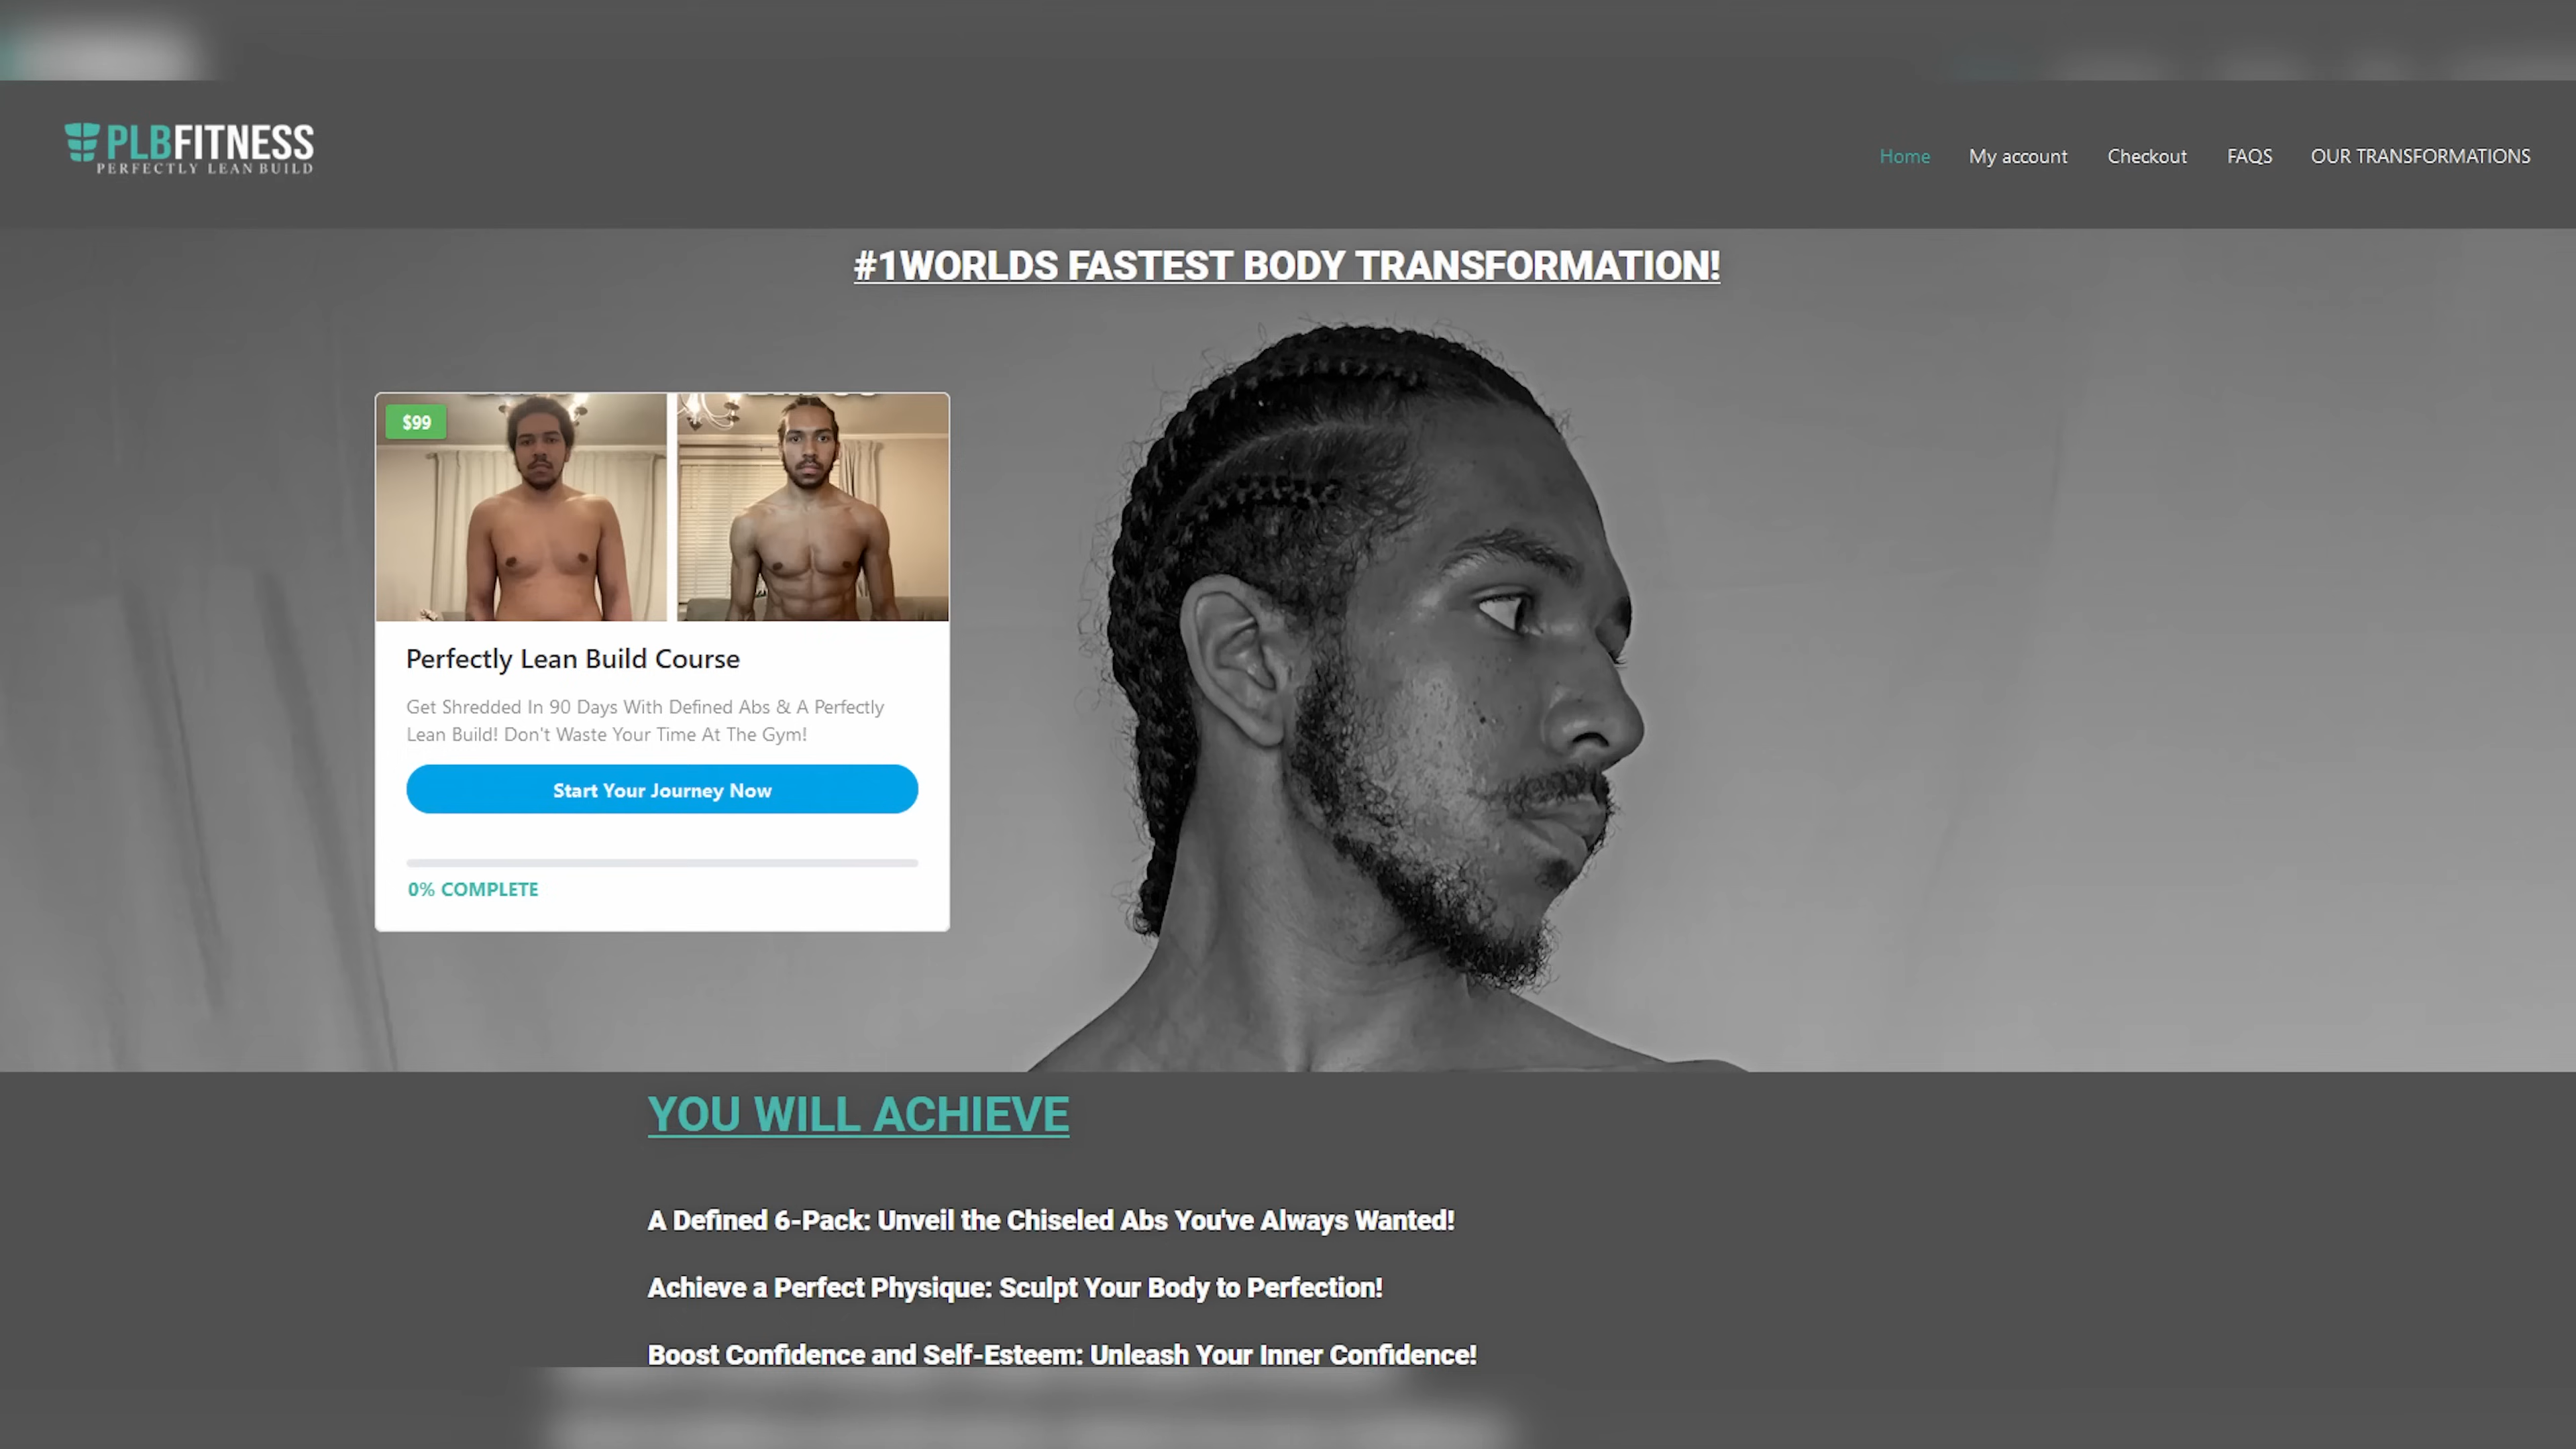 PLBFITNESS
PERFECTLY LEAN BUILD
Home My account Checkout FAQS OUR TRANSFORMATIONS
#1WORLDS FASTEST BODY TRANSFORMATION!
$99
Perfectly Lean Build Course
Get Shredded In 90 Days With Defined Abs & A Perfectly
Lean Build! Don't Waste Your Time At The Gym!
Start Your Journey Now
0% COMPLETE
YOU WILL ACHIEVE
A Defined 6-Pack: Unveil the Chiseled Abs You've Always Wanted!
Achieve a Perfect Physique: Sculpt Your Body to Perfection!
Boost Confidence and Self-Esteem: Unleash Your Inner Confidence!